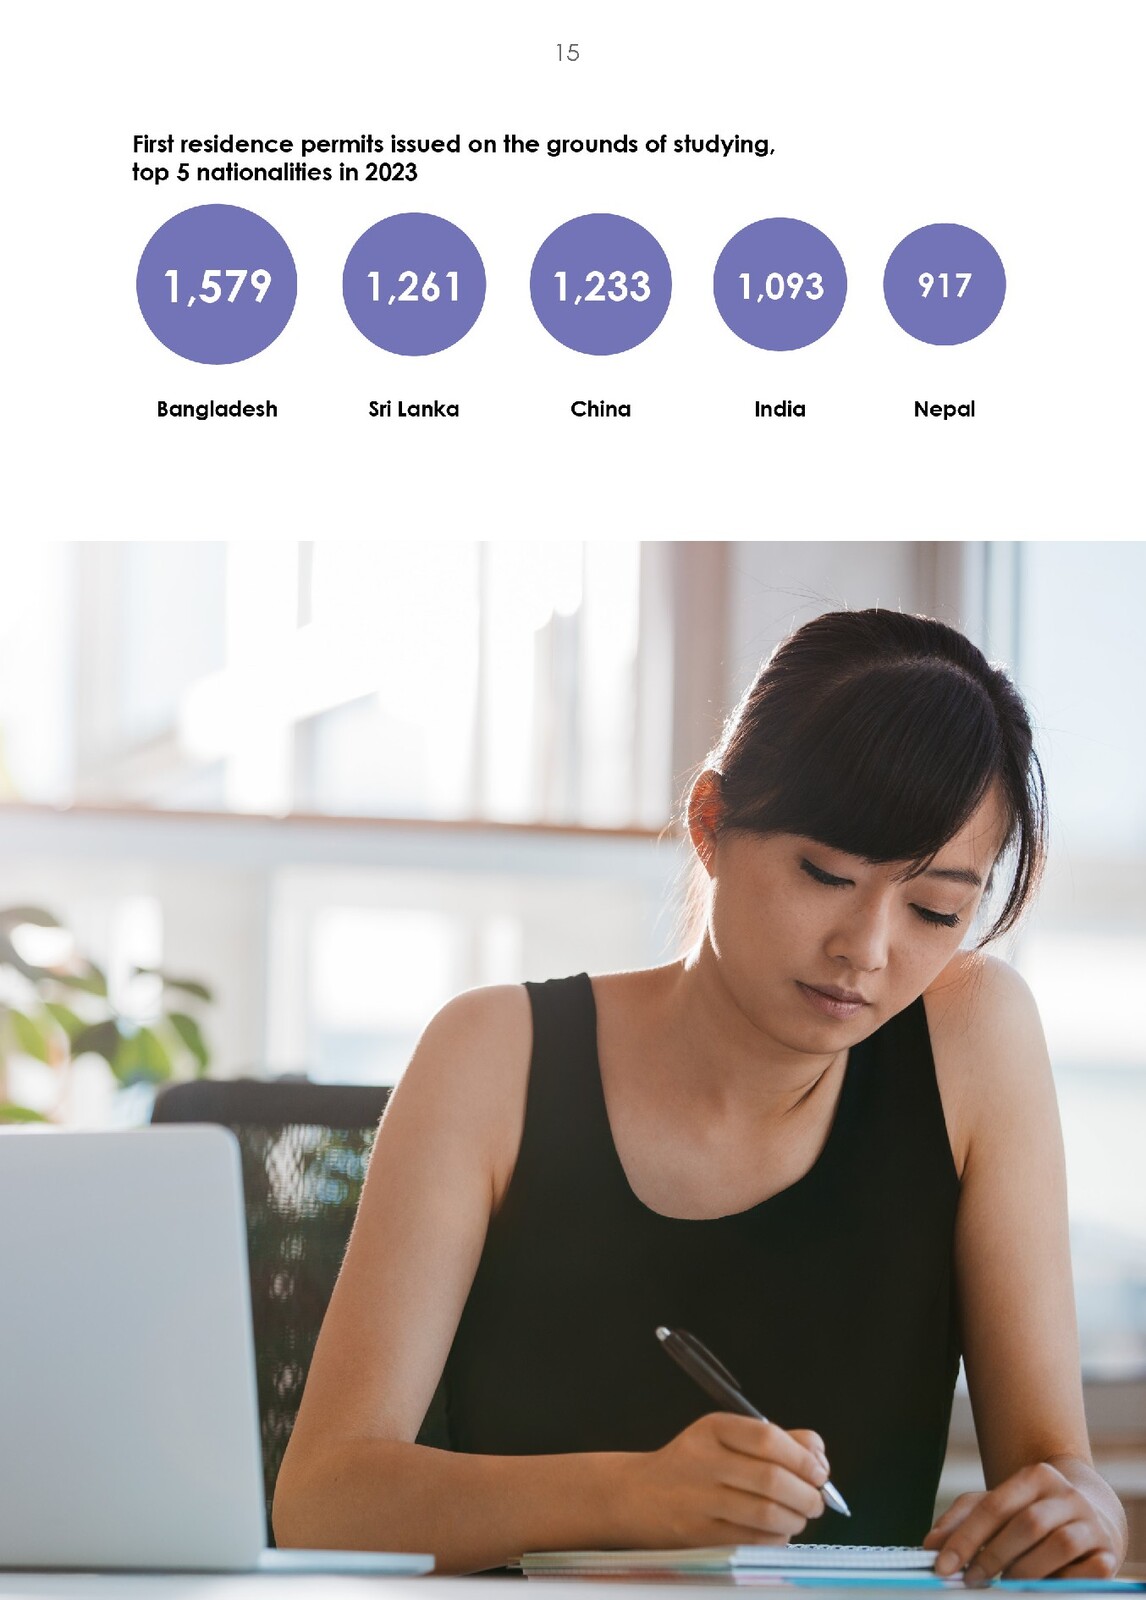 15
First residence permits issued on the grounds of studying,
top 5 nationalities in 2023
1,579
1,261
1,233
1,093
917
Bangladesh
Sri Lanka
China
India
Nepal